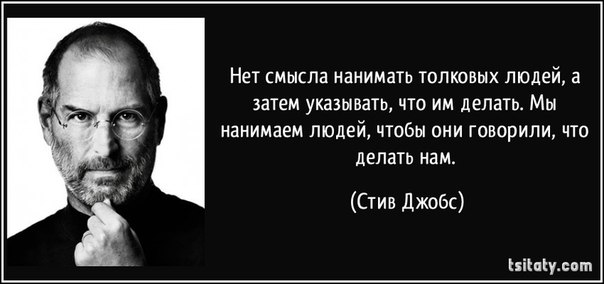 Нет смысла нанимать толковых людей, а
затем указывать, что им делать. Мы
нанимаем людей, чтобы они говорили, что
делать нам.
(Стив Джобс)
tsitaty.com